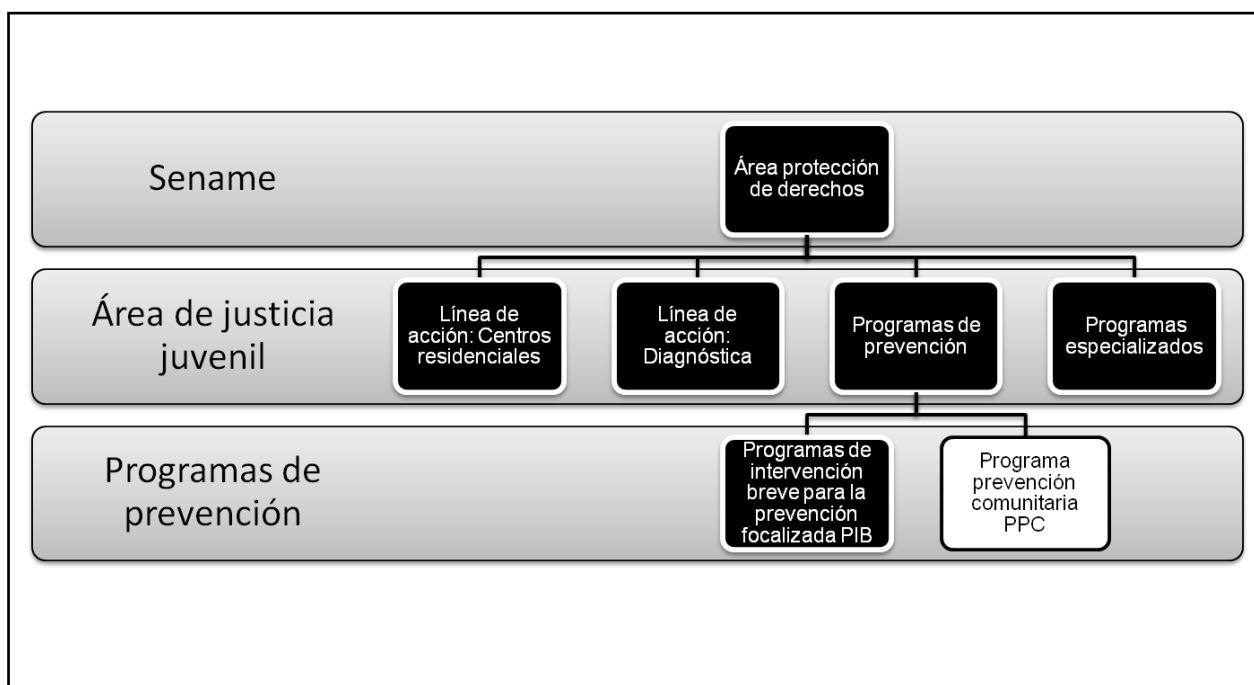 Sename
Área protección
de derechos
Área de justicia
juvenil
Línea de
acción: Centros
residenciales
Línea de
acción:
Diagnóstica
Programas de
prevención
Programas
especializados
Programas de
prevención
Programas de
intervención
breve para la
prevención
focalizada PIB
Programa
prevención
comunitaria
PPC